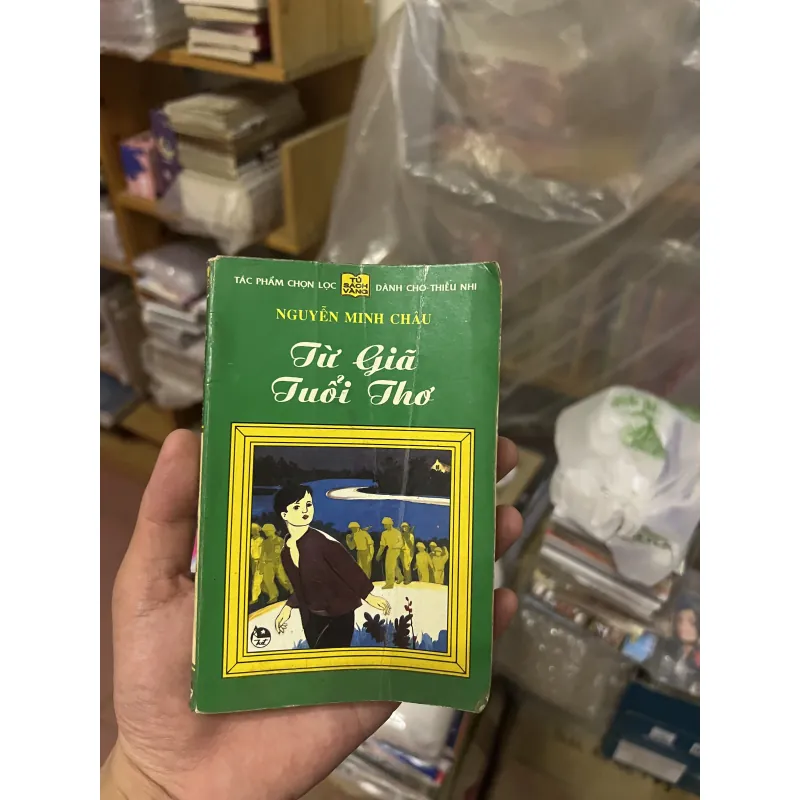 TÁC PHẨM CHỌN LỌC TỦ SÁCH VÀNG DÀNH CHO THIẾU NHI
NGUYỄN MINH CHÂU
Từ Giã
Tuổi Thơ